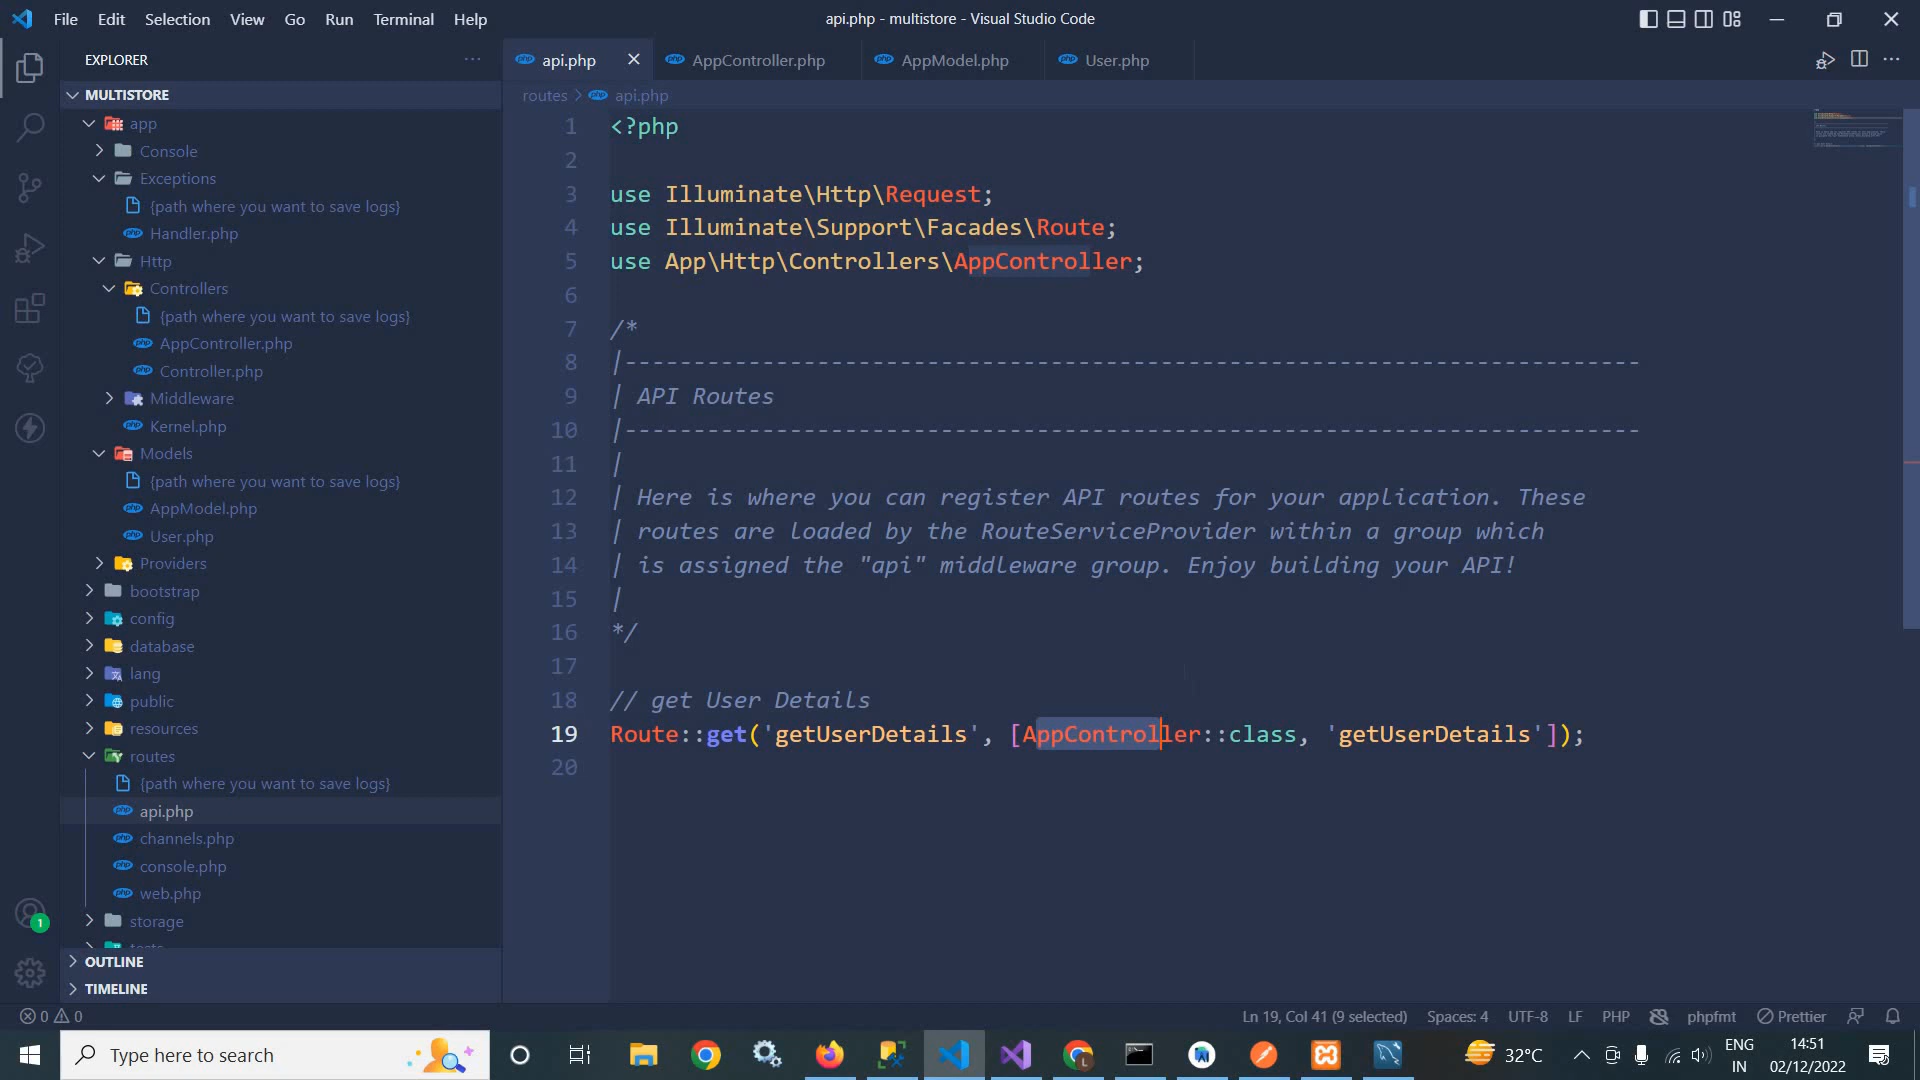 File Edit Selection View Go Run Terminal Help
api.php - multistore - Visual Studio Code
EXPLORER
MULTISTORE
app
Console
Exceptions
{path where you want to save logs}
Handler.php
Http
Controllers
{path where you want to save logs}
AppController.php
Controller.php
Middleware
Kernel.php
Models
{path where you want to save logs}
AppModel.php
User.php
Providers
bootstrap
config
database
lang
public
resources
routes
{path where you want to save logs}
api.php
channels.php
console.php
web.php
storage
tests
OUTLINE
TIMELINE
api.php AppController.php AppModel.php User.php
routes > api.php
1 <?php
2
3 use Illuminate\Http\Request;
4 use Illuminate\Support\Facades\Route;
5 use App\Http\Controllers\AppController;
6
7 /*
8 |--------------------------------------------------------------------------
9 | API Routes
10 |--------------------------------------------------------------------------
11 |
12 | Here is where you can register API routes for your application. These
13 | routes are loaded by the RouteServiceProvider within a group which
14 | is assigned the "api" middleware group. Enjoy building your API!
15 |
16 */
17
18 // get User Details
19 Route::get('getUserDetails', [AppController::class, 'getUserDetails']);
20
1
0 0
Ln 19, Col 41 (9 selected) Spaces: 4 UTF-8 LF PHP phpfmt Prettier
Type here to search
32°C
ENG
IN
14:51
02/12/2022